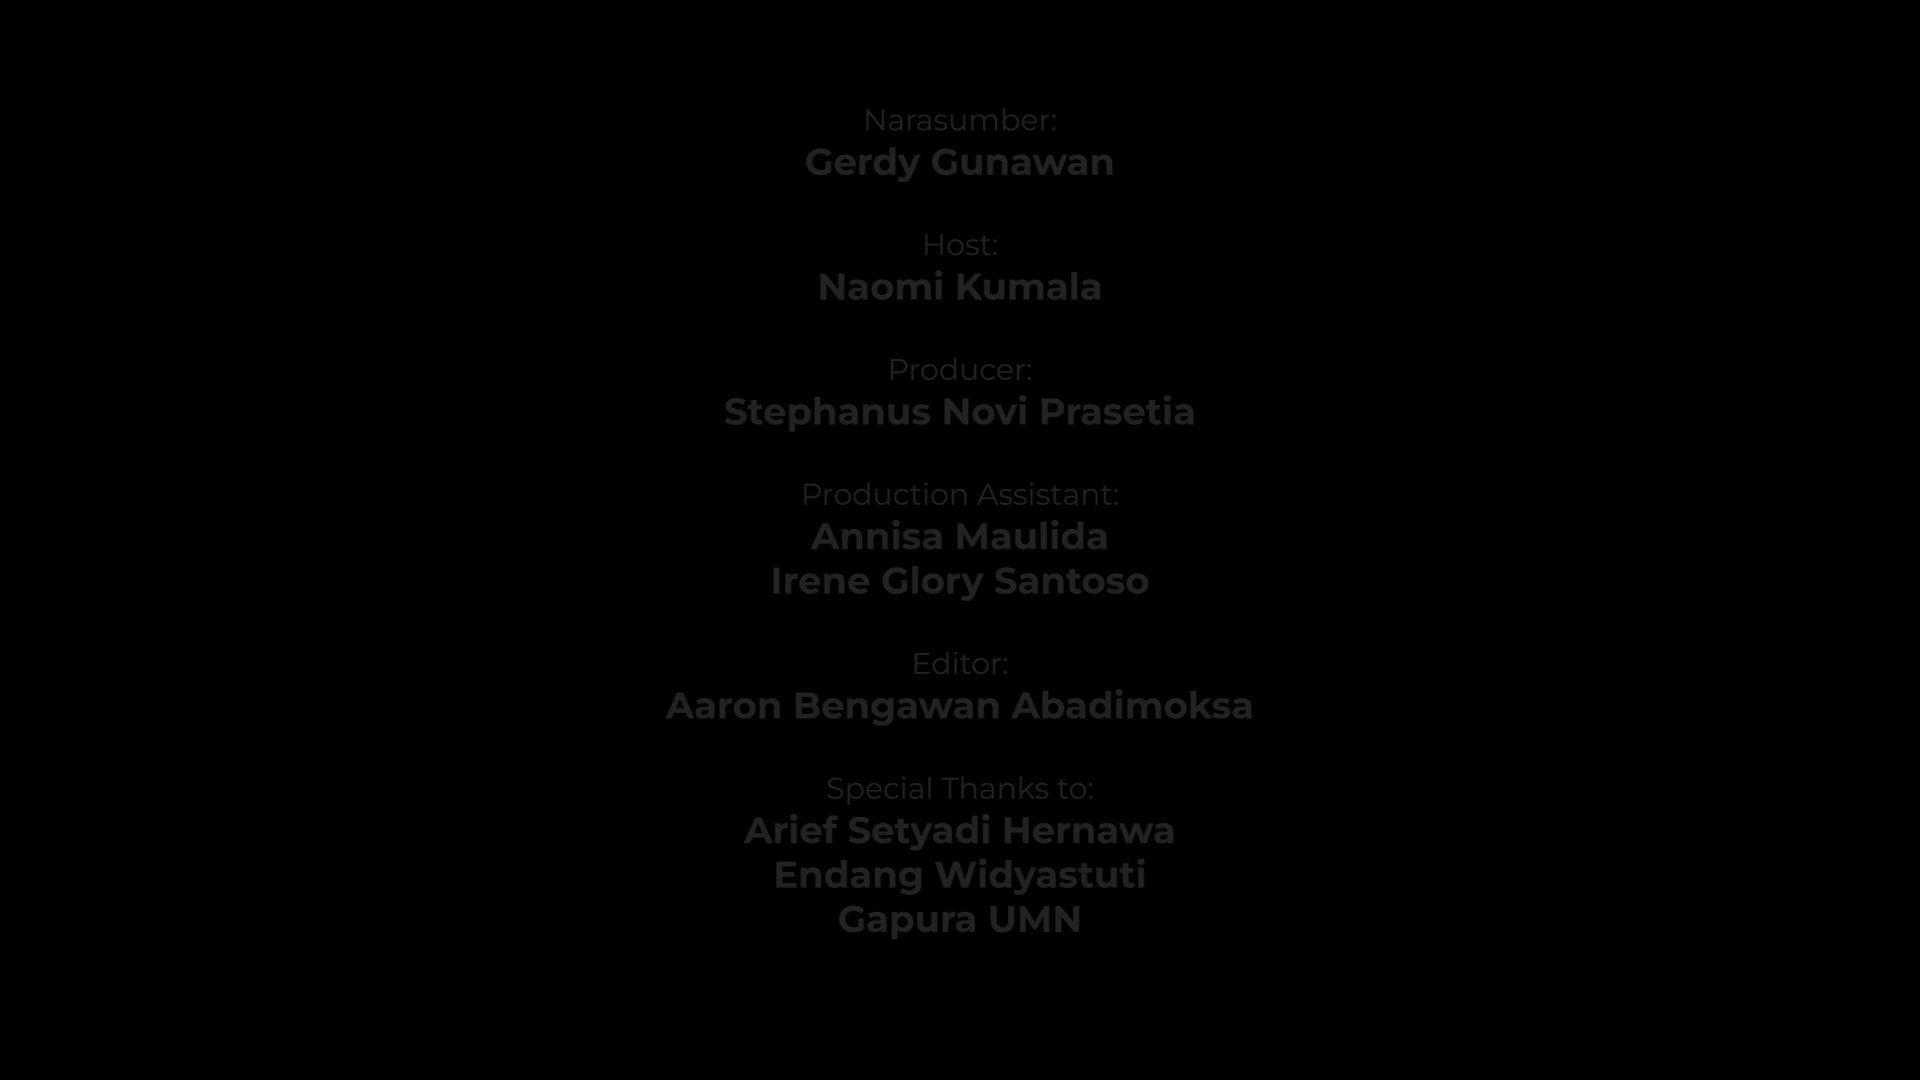 Narasumber:
Gerdy Gunawan
Host:
Naomi Kumala
Producer:
Stephanus Novi Prasetia
Production Assistant:
Annisa Maulida
Irene Glory Santoso
Editor:
Aaron Bengawan Abadimoksa
Special Thanks to:
Arief Setyadi Hernawa
Endang Widyastuti
Gapura UMN